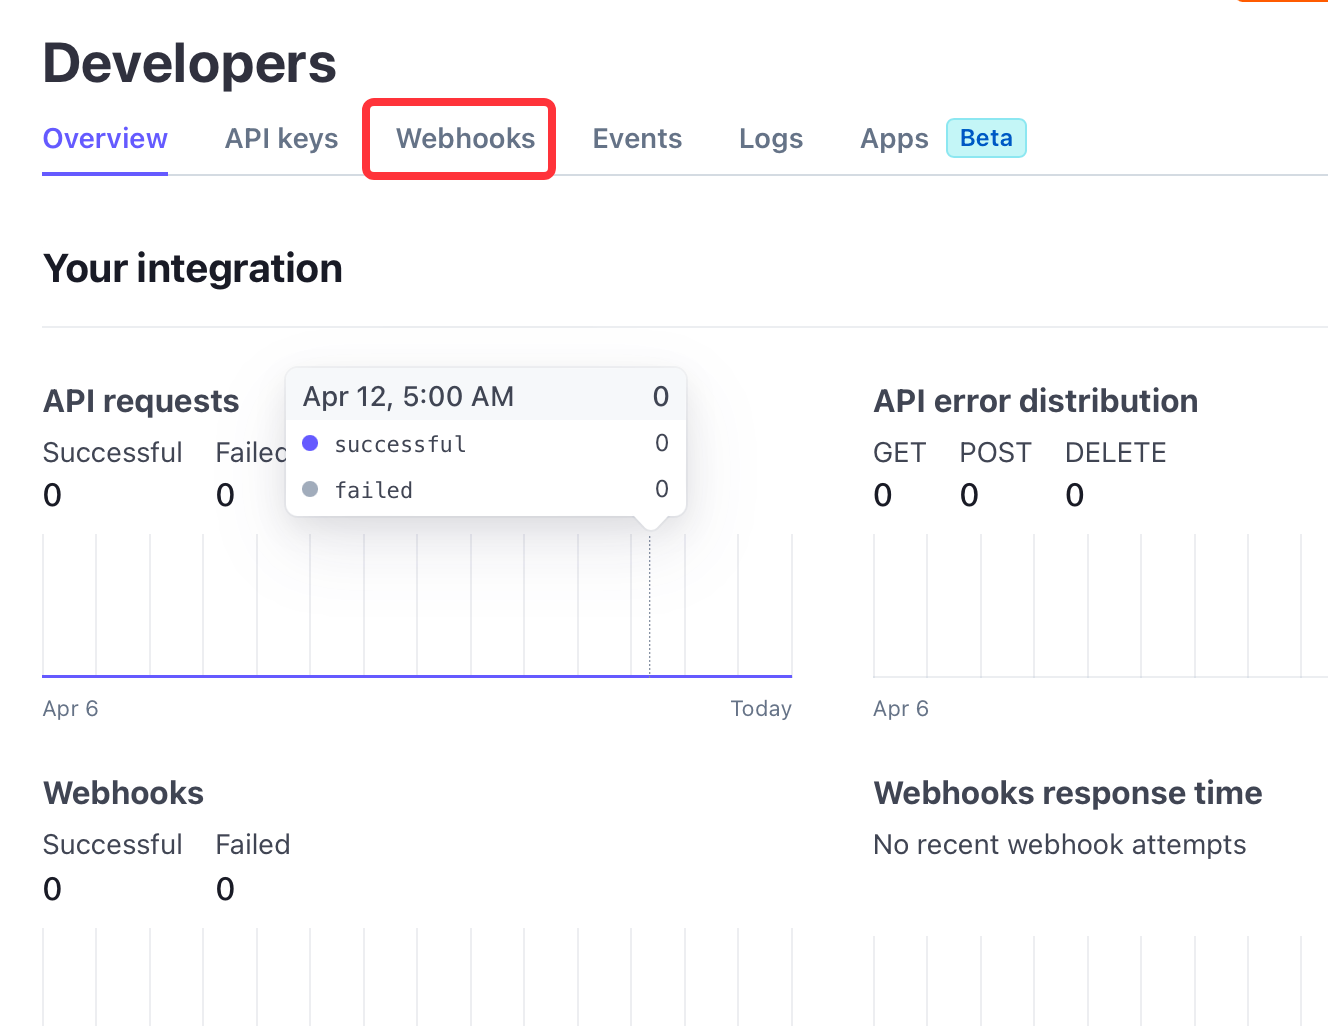 Developers
Overview API keys Webhooks Events Logs Apps Beta
Your integration
API requests
Successful Failed
0 0
Apr 12, 5:00 AM 0
successful 0
failed 0
Apr 6 Today
API error distribution
GET POST DELETE
0 0 0
Apr 6
Webhooks
Successful Failed
0 0
Webhooks response time
No recent webhook attempts